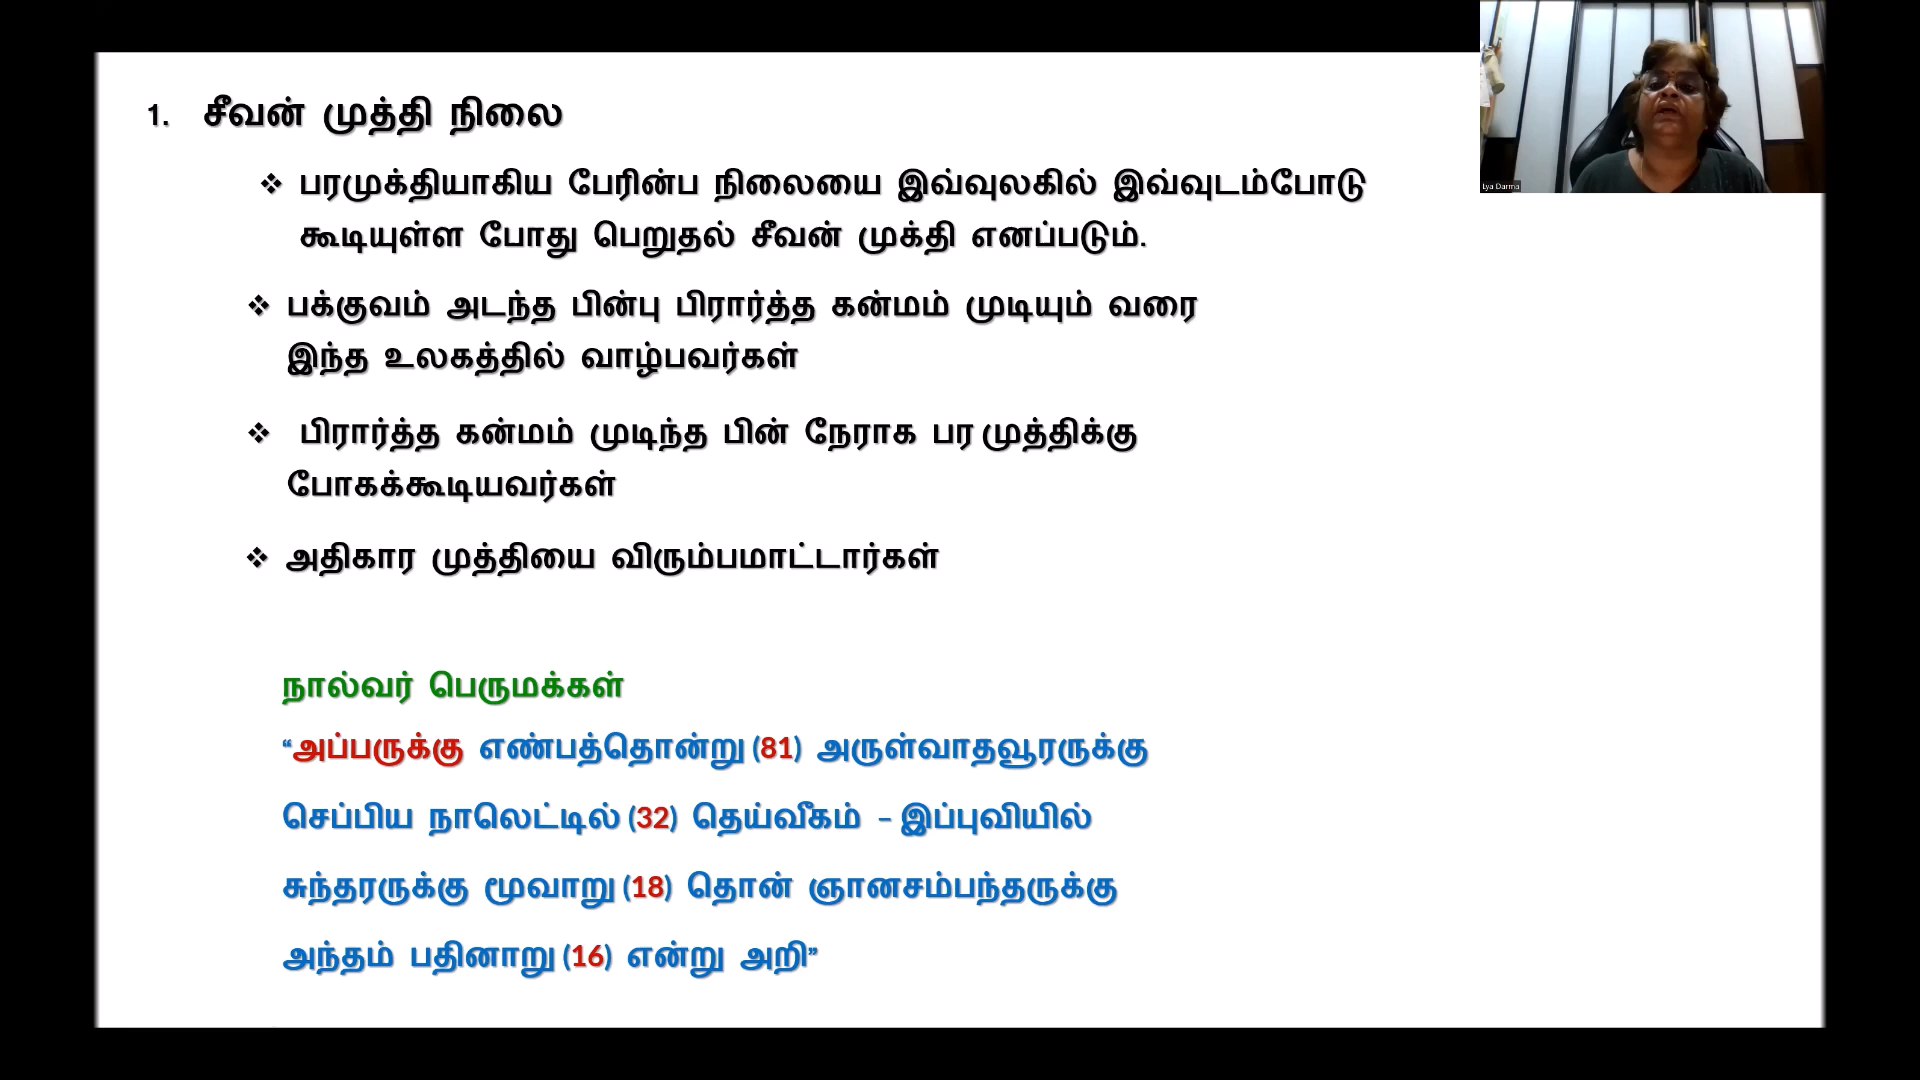 1. சீவன் முத்தி நிலை
❖ பரமுக்தியாகிய பேரின்ப நிலையை இவ்வுலகில் இவ்வுடம்போடு
கூடியுள்ள போது பெறுதல் சீவன் முக்தி எனப்படும்.
❖ பக்குவம் அடந்த பின்பு பிரார்த்த கன்மம் முடியும் வரை
இந்த உலகத்தில் வாழ்பவர்கள்
❖ பிரார்த்த கன்மம் முடிந்த பின் நேராக பர முத்திக்கு
போகக்கூடியவர்கள்
❖ அதிகார முத்தியை விரும்பமாட்டார்கள்
நால்வர் பெருமக்கள்
“அப்பருக்கு எண்பத்தொன்று (81) அருள்வாதவூரருக்கு
செப்பிய நாலெட்டில் (32) தெய்வீகம் – இப்புவியில்
சுந்தரருக்கு மூவாறு (18) தொன் ஞானசம்பந்தருக்கு
அந்தம் பதினாறு (16) என்று அறி”
Lya Darma